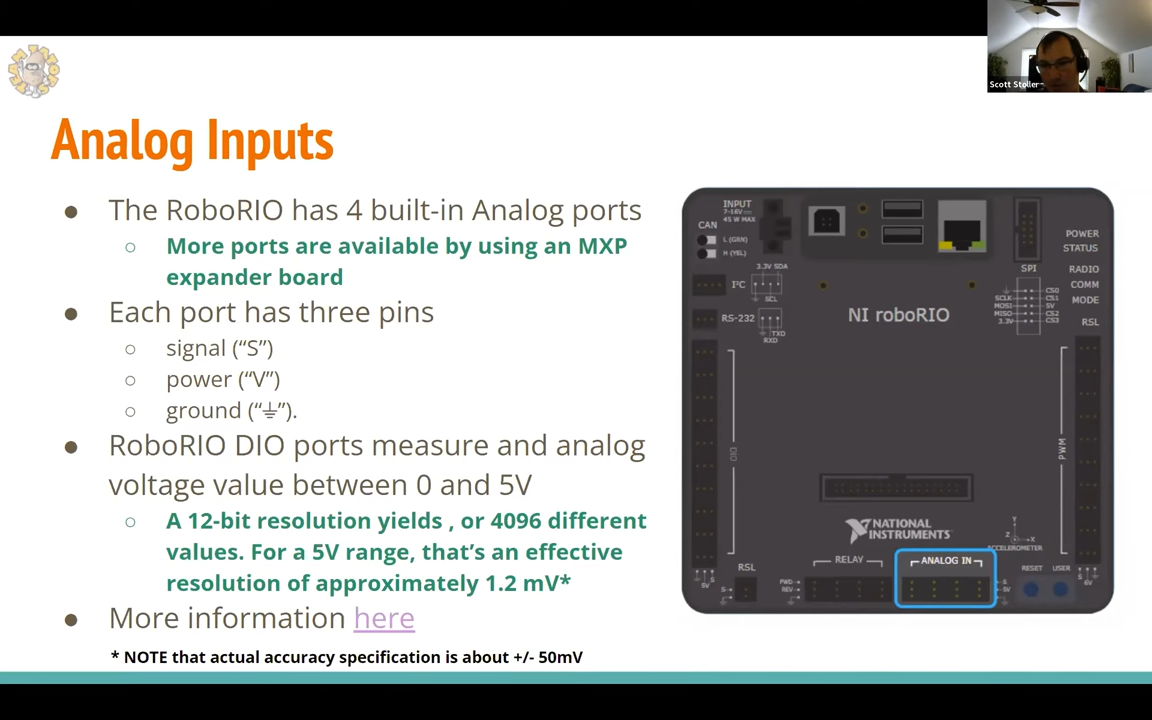 Scott Stoller
Analog Inputs
● The RoboRIO has 4 built-in Analog ports
○ More ports are available by using an MXP
expander board
● Each port has three pins
○ signal (“S”)
○ power (“V”)
○ ground (“⏚”).
● RoboRIO DIO ports measure and analog
voltage value between 0 and 5V
○ A 12-bit resolution yields , or 4096 different
values. For a 5V range, that’s an effective
resolution of approximately 1.2 mV*
● More information here
* NOTE that actual accuracy specification is about +/- 50mV
INPUT
7-16V
45 W MAX
CAN
L (GRN)
H (YEL)
3.3V SDA
I²C
SCL
RS-232
TXD
RXD
SPI
CS0
SCLK CS1
MOSI 5V
MISO CS2
3.3V CS3
POWER
STATUS
RADIO
COMM
MODE
RSL
NI roboRIO
DIO
PWM
NATIONAL
INSTRUMENTS
Y
Z X
ACCELEROMETER
S
5V
RSL
S
RELAY
FWD
REV
ANALOG IN
S
5V
RESET USER
S
6V